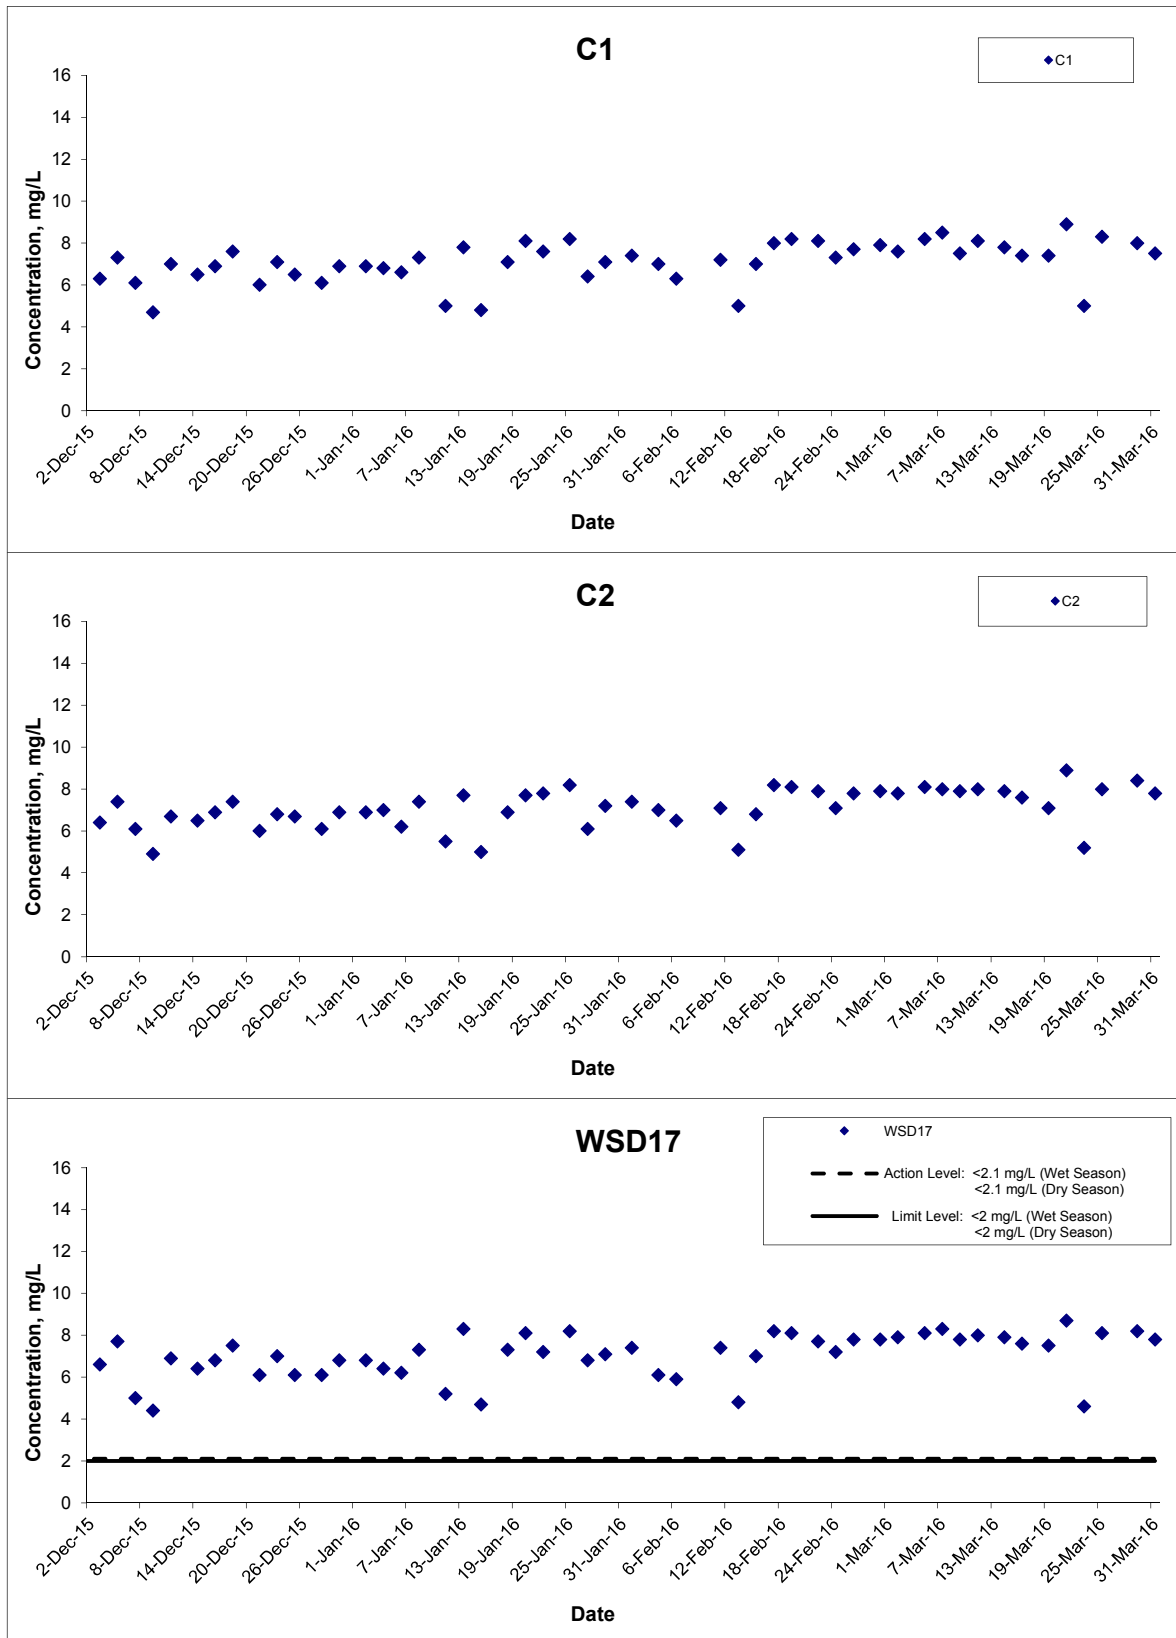 C1
C1
16
14
12
10
8
6
4
2
0
Concentration, mg/L
2-Dec-15
8-Dec-15
14-Dec-15
20-Dec-15
26-Dec-15
1-Jan-16
7-Jan-16
13-Jan-16
19-Jan-16
25-Jan-16
31-Jan-16
6-Feb-16
12-Feb-16
18-Feb-16
24-Feb-16
1-Mar-16
7-Mar-16
13-Mar-16
19-Mar-16
25-Mar-16
31-Mar-16
Date
C2
C2
16
14
12
10
8
6
4
2
0
Concentration, mg/L
2-Dec-15
8-Dec-15
14-Dec-15
20-Dec-15
26-Dec-15
1-Jan-16
7-Jan-16
13-Jan-16
19-Jan-16
25-Jan-16
31-Jan-16
6-Feb-16
12-Feb-16
18-Feb-16
24-Feb-16
1-Mar-16
7-Mar-16
13-Mar-16
19-Mar-16
25-Mar-16
31-Mar-16
Date
WSD17
WSD17
Action Level: <2.1 mg/L (Wet Season)
<2.1 mg/L (Dry Season)
Limit Level: <2 mg/L (Wet Season)
<2 mg/L (Dry Season)
16
14
12
10
8
6
4
2
0
Concentration, mg/L
2-Dec-15
8-Dec-15
14-Dec-15
20-Dec-15
26-Dec-15
1-Jan-16
7-Jan-16
13-Jan-16
19-Jan-16
25-Jan-16
31-Jan-16
6-Feb-16
12-Feb-16
18-Feb-16
24-Feb-16
1-Mar-16
7-Mar-16
13-Mar-16
19-Mar-16
25-Mar-16
31-Mar-16
Date